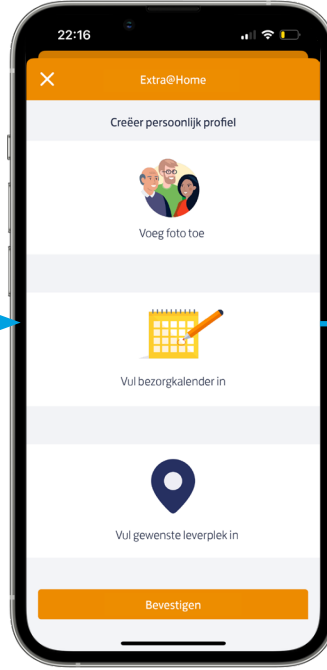 22:16
Extra@Home
Creëer persoonlijk profiel
Voeg foto toe
Vul bezorgkalender in
Vul gewenste leverplek in
Bevestigen